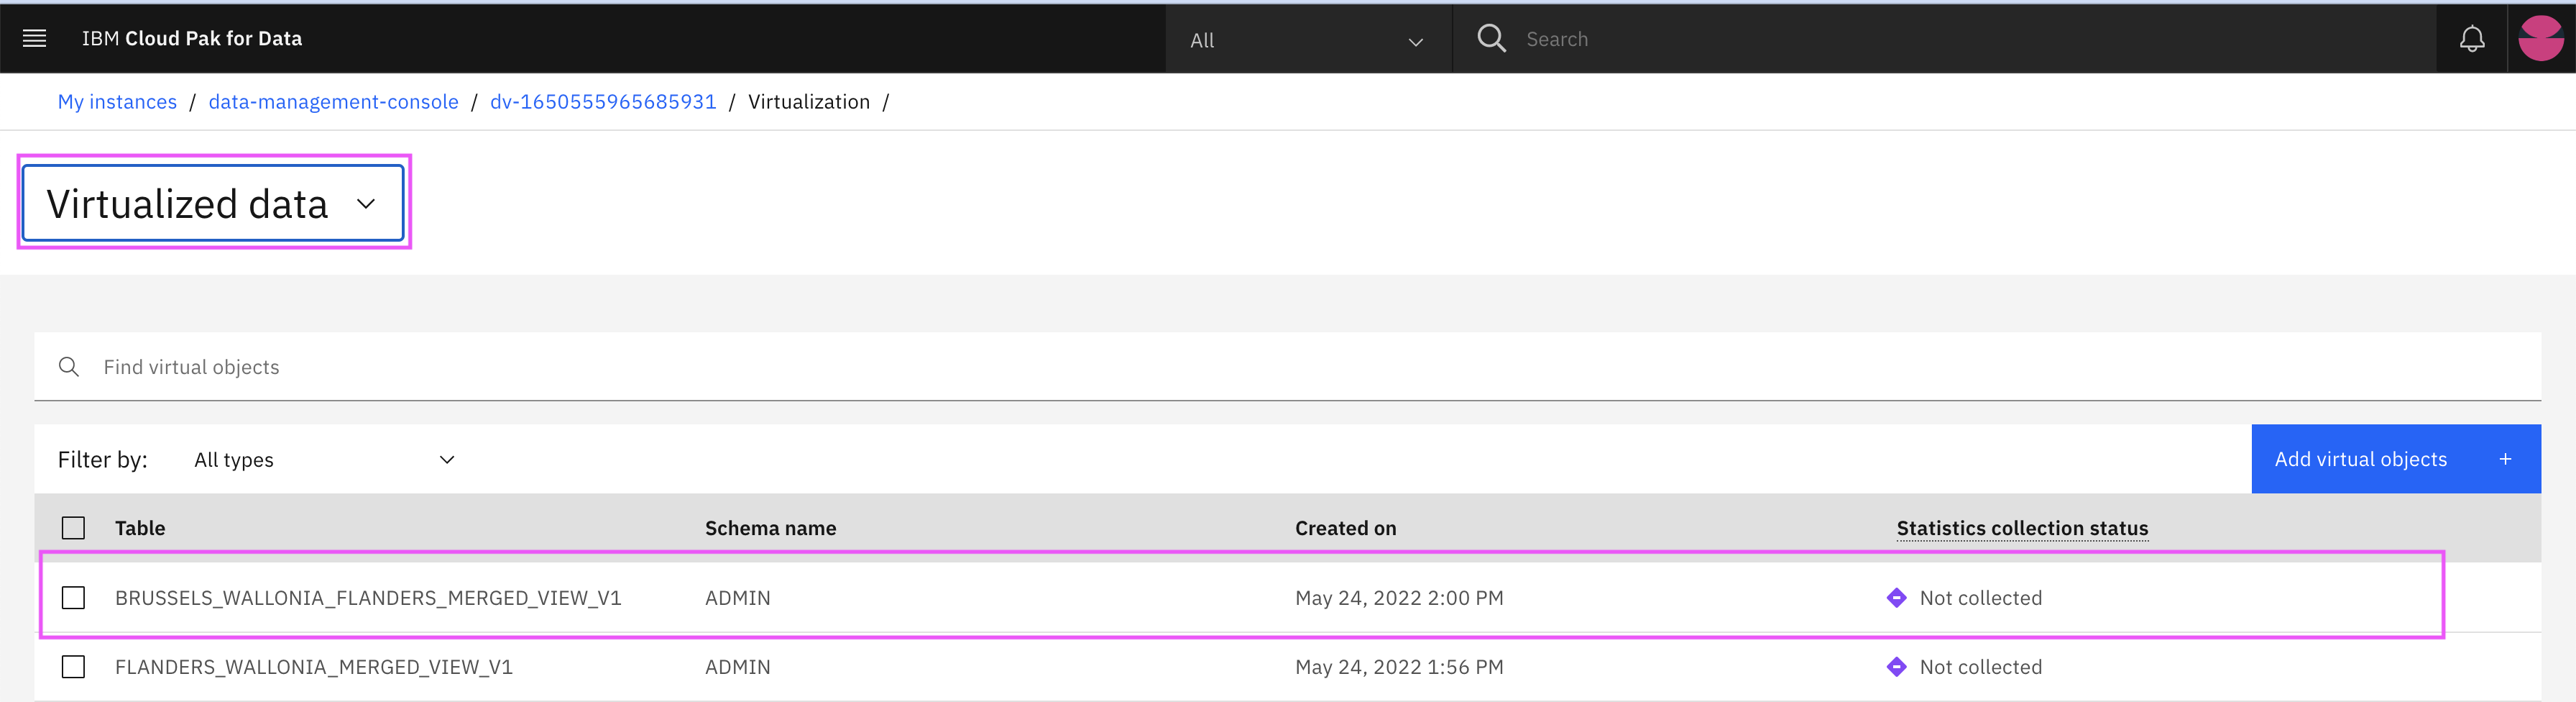 IBM Cloud Pak for Data All Search
My instances / data-management-console / dv-1650555965685931 / Virtualization /
Virtualized data
Find virtual objects
Filter by: All types Add virtual objects +
Table Schema name Created on Statistics collection status
BRUSSELS_WALLONIA_FLANDERS_MERGED_VIEW_V1 ADMIN May 24, 2022 2:00 PM Not collected
FLANDERS_WALLONIA_MERGED_VIEW_V1 ADMIN May 24, 2022 1:56 PM Not collected